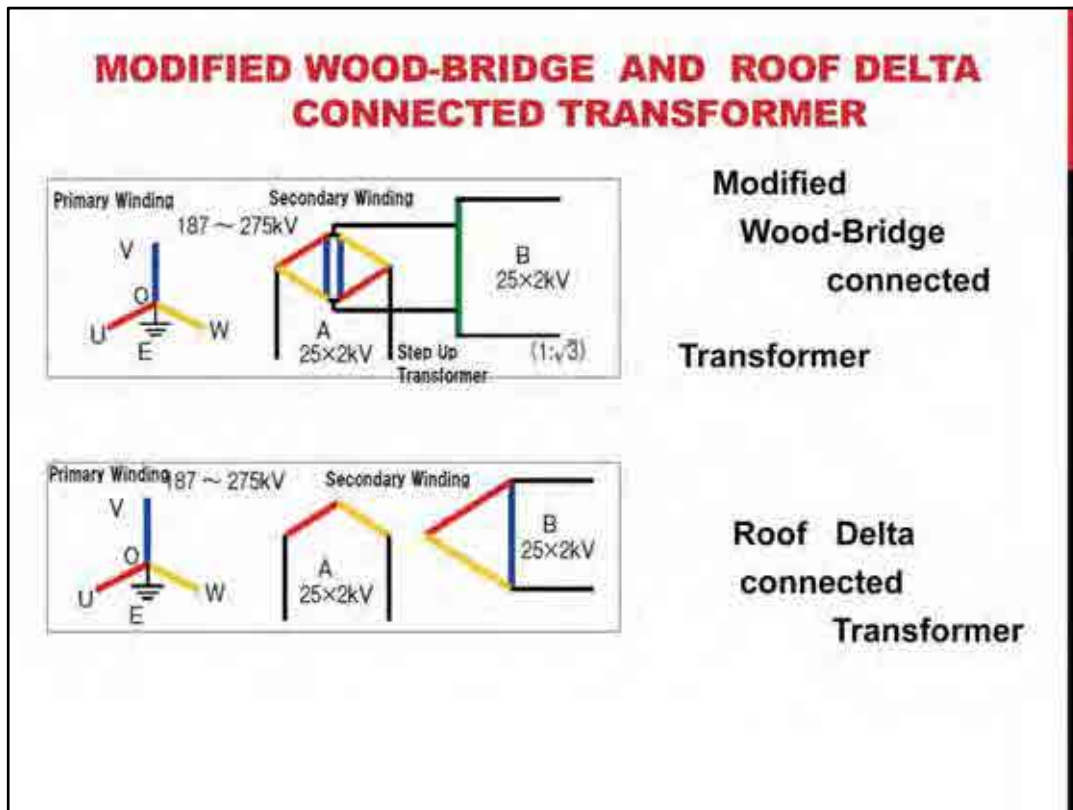 MODIFIED WOOD-BRIDGE AND ROOF DELTA
CONNECTED TRANSFORMER
Primary Winding
Secondary Winding
187 ~ 275kV
V
O
U
W
E
A
25×2kV
B
25×2kV
Step Up
Transformer
(1:√3)
Modified
Wood-Bridge
connected
Transformer
Primary Winding
187 ~ 275kV
Secondary Winding
V
O
U
W
E
A
25×2kV
B
25×2kV
Roof Delta
connected
Transformer